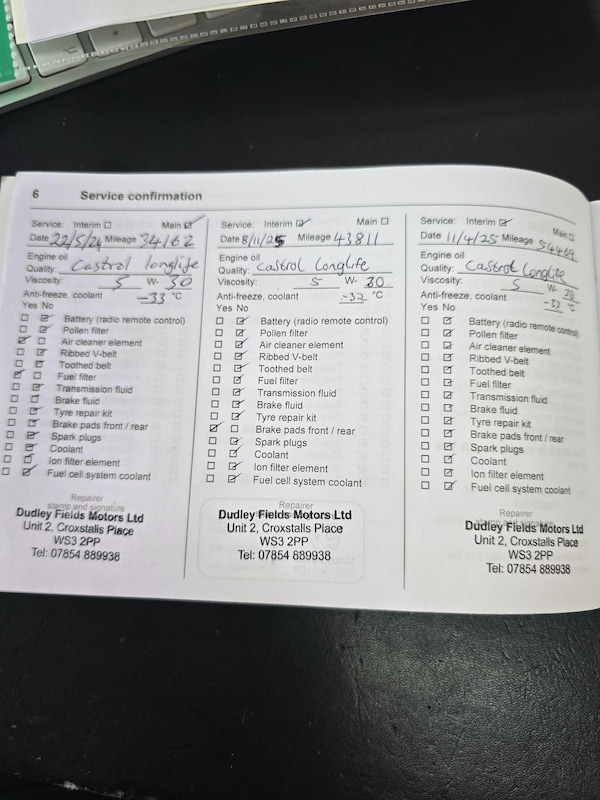 6 Service confirmation
Service: Interim Main
Date 22/5/24 Mileage 34162
Engine oil
Quality: Castrol longlife
Viscosity: 5 W- 30
Anti-freeze, coolant -33 °C
Yes No
Battery (radio remote control)
Pollen filter
Air cleaner element
Ribbed V-belt
Toothed belt
Fuel filter
Transmission fluid
Brake fluid
Tyre repair kit
Brake pads front / rear
Spark plugs
Coolant
Ion filter element
Fuel cell system coolant
Repairer
stamp and signature
Dudley Fields Motors Ltd
Unit 2, Croxstalls Place
WS3 2PP
Tel: 07854 889938
Service: Interim Main
Date 8/11/25 Mileage 43811
Engine oil
Quality: Castrol Longlife
Viscosity: 5 W- 30
Anti-freeze, coolant -32 °C
Yes No
Battery (radio remote control)
Pollen filter
Air cleaner element
Ribbed V-belt
Toothed belt
Fuel filter
Transmission fluid
Brake fluid
Tyre repair kit
Brake pads front / rear
Spark plugs
Coolant
Ion filter element
Fuel cell system coolant
Repairer
Dudley Fields Motors Ltd
Unit 2, Croxstalls Place
WS3 2PP
Tel: 07854 889938
Service: Interim Main
Date 11/4/25 Mileage 54469
Engine oil
Quality: Castrol Longlife
Viscosity: 5 W- 30
Anti-freeze, coolant -32 °C
Yes No
Battery (radio remote control)
Pollen filter
Air cleaner element
Ribbed V-belt
Toothed belt
Fuel filter
Transmission fluid
Brake fluid
Tyre repair kit
Brake pads front / rear
Spark plugs
Coolant
Ion filter element
Fuel cell system coolant
Repairer
stamp and signature
Dudley Fields Motors Ltd
Unit 2, Croxstalls Place
WS3 2PP
Tel: 07854 889938